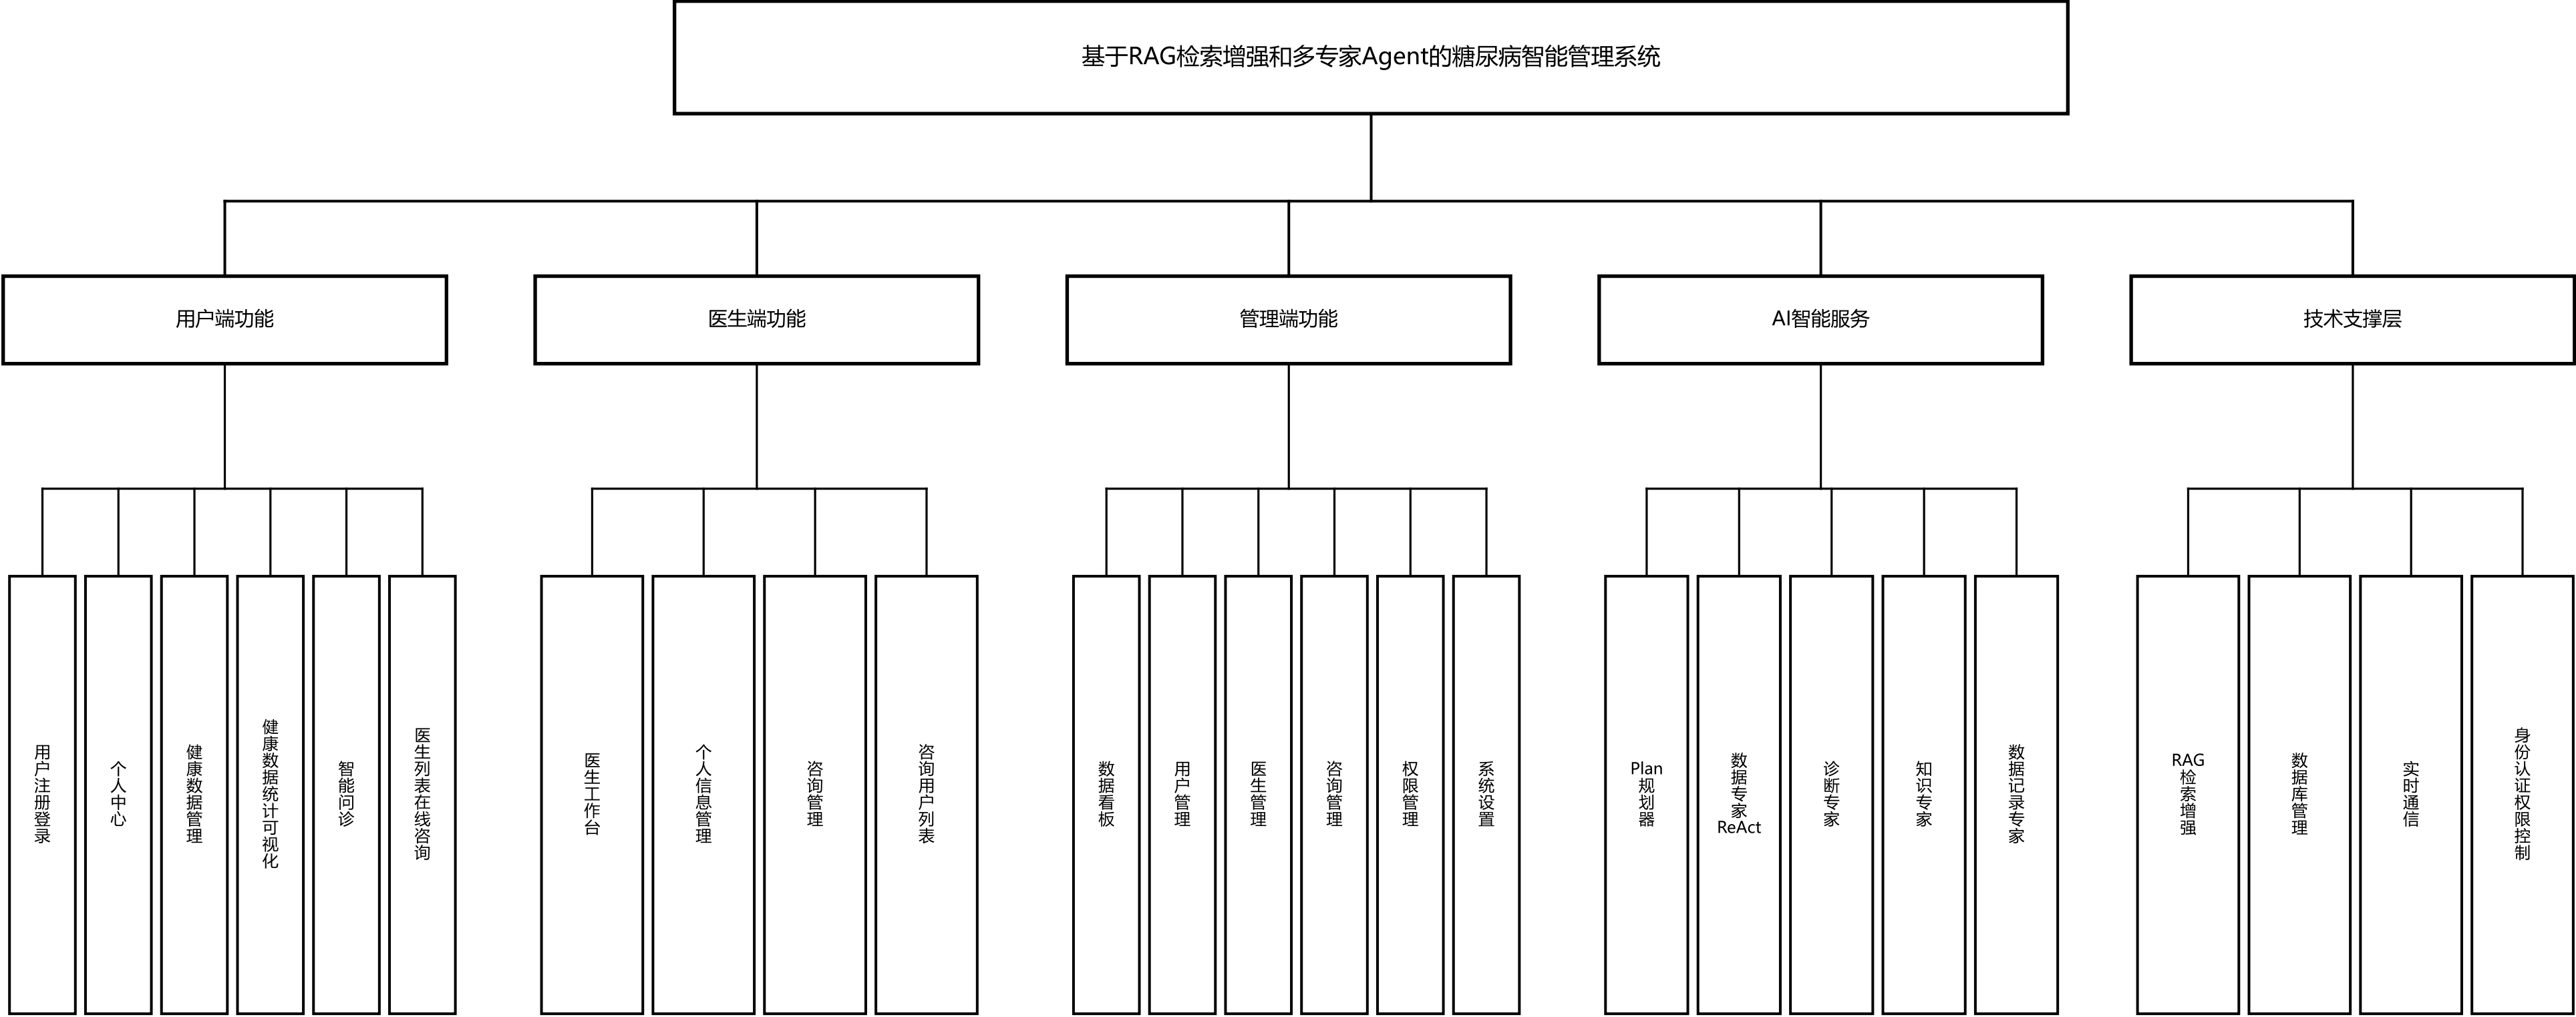 基于RAG检索增强和多专家Agent的糖尿病智能管理系统
用户端功能
医生端功能
管理端功能
AI智能服务
技术支撑层
用户注册登录
个人中心
健康数据管理
健康数据统计可视化
智能问诊
医生列表在线咨询
医生工作台
个人信息管理
咨询管理
咨询用户列表
数据看板
用户管理
医生管理
咨询管理
权限管理
系统设置
Plan规划器
数据专家ReAct
诊断专家
知识专家
数据记录专家
RAG检索增强
数据库管理
实时通信
身份认证权限控制